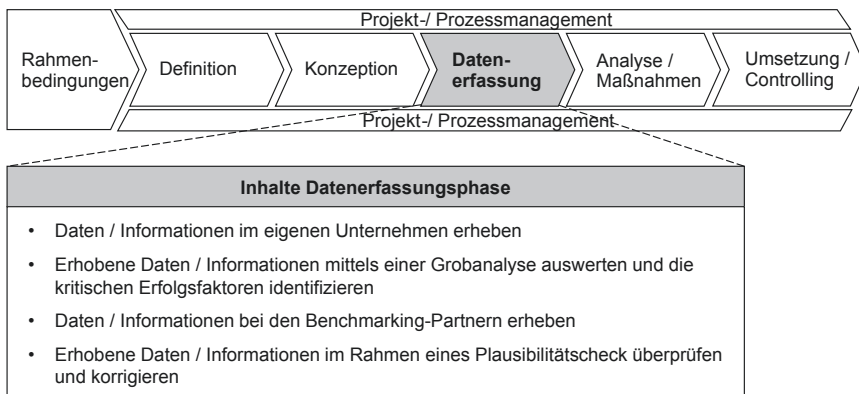 Projekt-/ Prozessmanagement
Rahmen-
bedingungen
Definition
Konzeption
Daten-
erfassung
Analyse /
Maßnahmen
Umsetzung /
Controlling
Projekt-/ Prozessmanagement
Inhalte Datenerfassungsphase
• Daten / Informationen im eigenen Unternehmen erheben
• Erhobene Daten / Informationen mittels einer Grobanalyse auswerten und die
kritischen Erfolgsfaktoren identifizieren
• Daten / Informationen bei den Benchmarking-Partnern erheben
• Erhobene Daten / Informationen im Rahmen eines Plausibilitätscheck überprüfen
und korrigieren